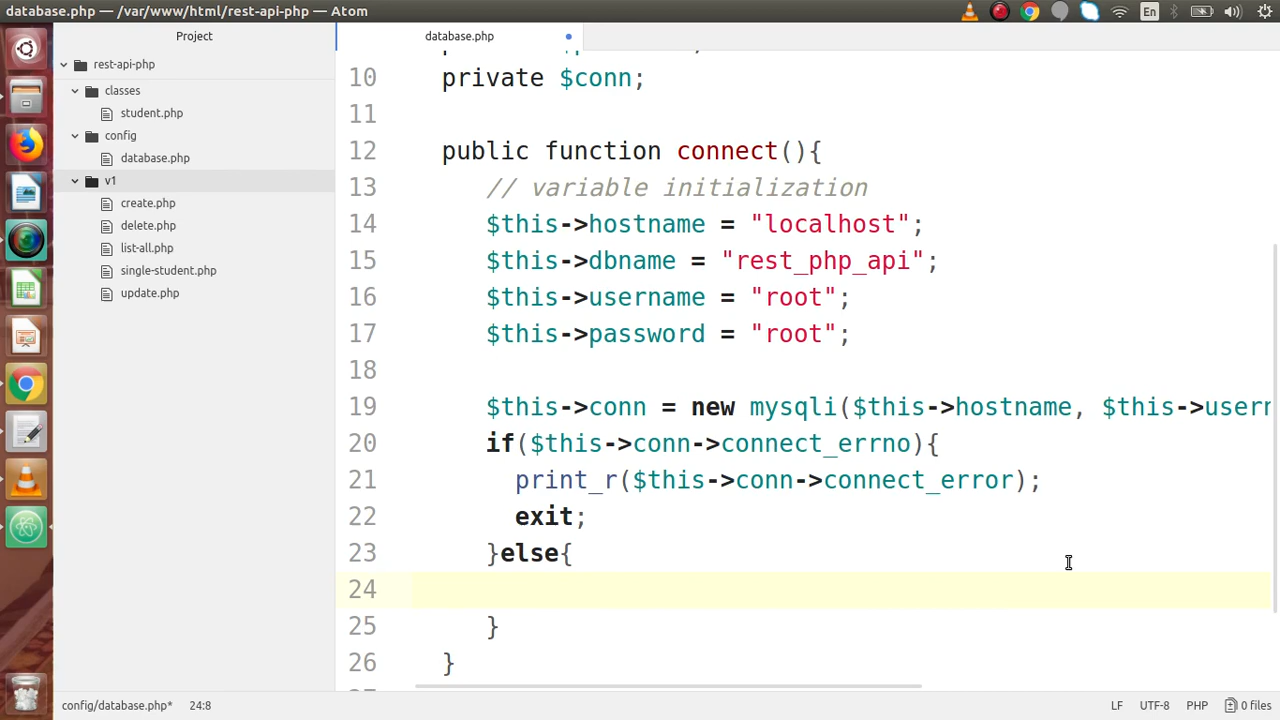 database.php — /var/www/html/rest-api-php — Atom
En
Project
database.php
rest-api-php
classes
student.php
config
database.php
v1
create.php
delete.php
list-all.php
single-student.php
update.php
10 private $conn;
11
12 public function connect(){
13 // variable initialization
14 $this->hostname = "localhost";
15 $this->dbname = "rest_php_api";
16 $this->username = "root";
17 $this->password = "root";
18
19 $this->conn = new mysqli($this->hostname, $this->usern
20 if($this->conn->connect_errno){
21 print_r($this->conn->connect_error);
22 exit;
23 }else{
24
25 }
26 }
config/database.php* 24:8 LF UTF-8 PHP 0 files